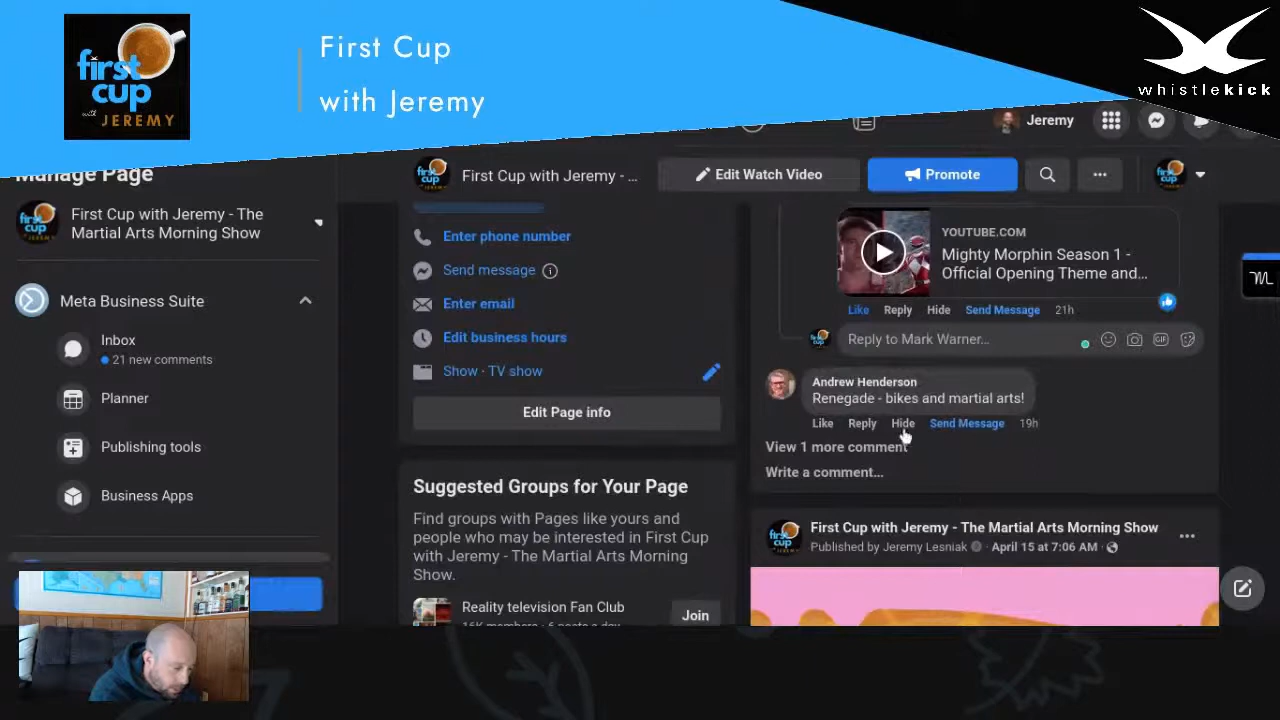 first
cup
with JEREMY
First Cup
with Jeremy
whistlekick
Jeremy
Manage Page
First Cup with Jeremy - ...
Edit Watch Video
Promote
First Cup with Jeremy - The
Martial Arts Morning Show
Meta Business Suite
Inbox
21 new comments
Planner
Publishing tools
Business Apps
Enter phone number
Send message
Enter email
Edit business hours
Show · TV show
Edit Page info
Suggested Groups for Your Page
Find groups with Pages like yours and
people who may be interested in First Cup
with Jeremy - The Martial Arts Morning
Show.
Reality television Fan Club
16K members · 6 posts a day
Join
YOUTUBE.COM
Mighty Morphin Season 1 -
Official Opening Theme and...
Like Reply Hide Send Message 21h
Reply to Mark Warner...
GIF
Andrew Henderson
Renegade - bikes and martial arts!
Like Reply Hide Send Message 19h
View 1 more comment
Write a comment...
First Cup with Jeremy - The Martial Arts Morning Show
Published by Jeremy Lesniak · April 15 at 7:06 AM ·